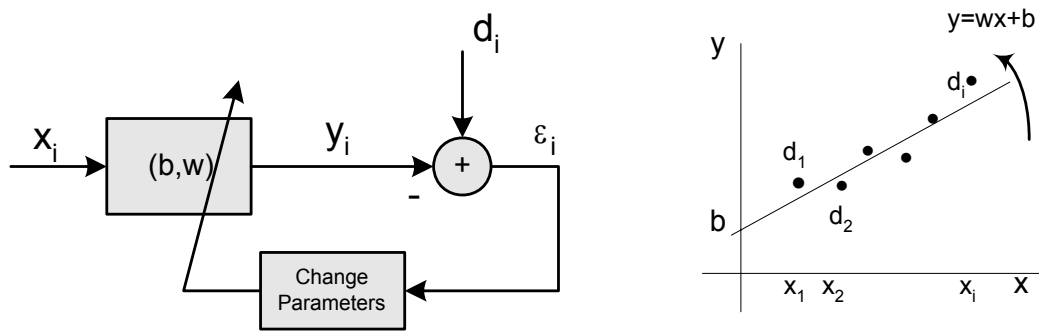 d_i
x_i
(b,w)
y_i
-
+
ε_i
Change
Parameters
y=wx+b
y
d_i
d_1
d_2
b
x_1 x_2 x_i x